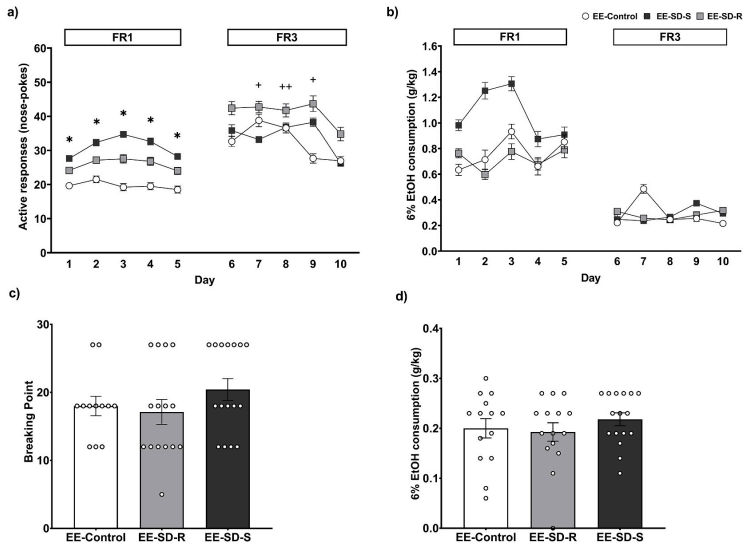 a)
FR1
FR3
Active responses (nose-pokes)
60
50
40
30
20
10
0
*
*
*
*
*
+
++
+
1 2 3 4 5 6 7 8 9 10
Day
b)
EE-Control EE-SD-S EE-SD-R
FR1
FR3
6% EtOH consumption (g/kg)
1.6
1.4
1.2
1.0
0.8
0.6
0.4
0.2
0.0
1 2 3 4 5 6 7 8 9 10
Day
c)
Breaking Point
30
20
10
0
EE-Control EE-SD-R EE-SD-S
d)
6% EtOH consumption (g/kg)
0.4
0.3
0.2
0.1
0.0
EE-Control EE-SD-R EE-SD-S